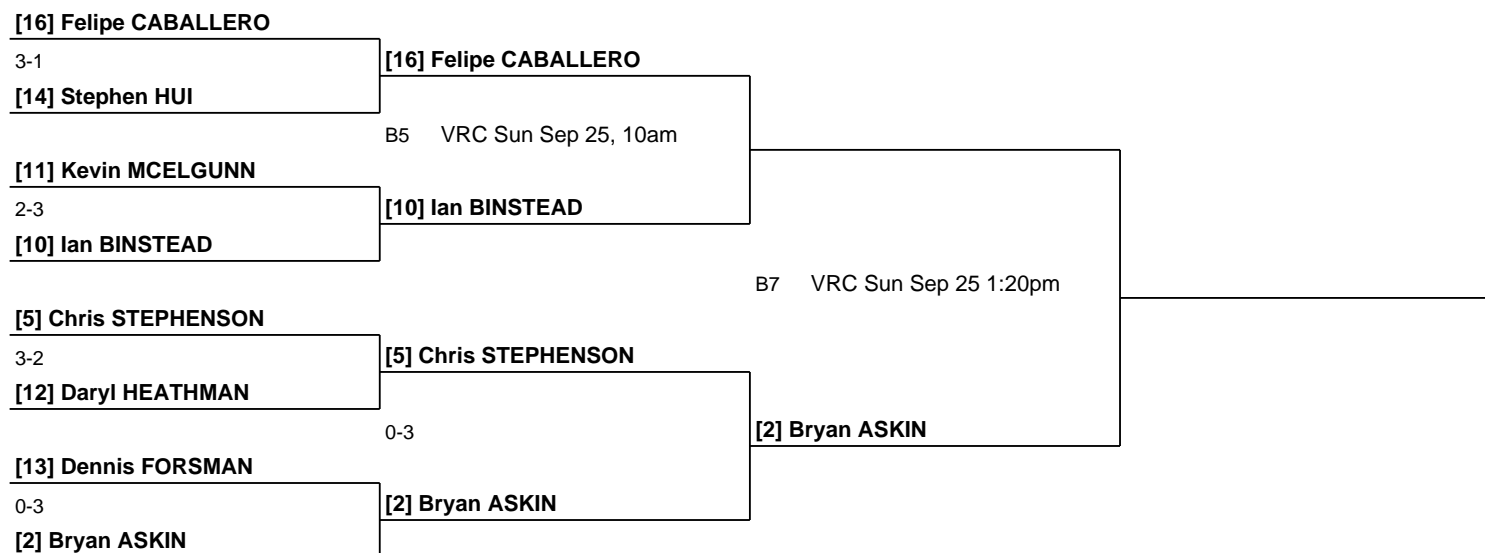 [16] Felipe CABALLERO
3-1
[16] Felipe CABALLERO
[14] Stephen HUI
B5 VRC Sun Sep 25, 10am
[11] Kevin MCELGUNN
2-3
[10] Ian BINSTEAD
[10] Ian BINSTEAD
B7 VRC Sun Sep 25 1:20pm
[5] Chris STEPHENSON
3-2
[5] Chris STEPHENSON
[12] Daryl HEATHMAN
0-3
[2] Bryan ASKIN
[13] Dennis FORSMAN
0-3
[2] Bryan ASKIN
[2] Bryan ASKIN